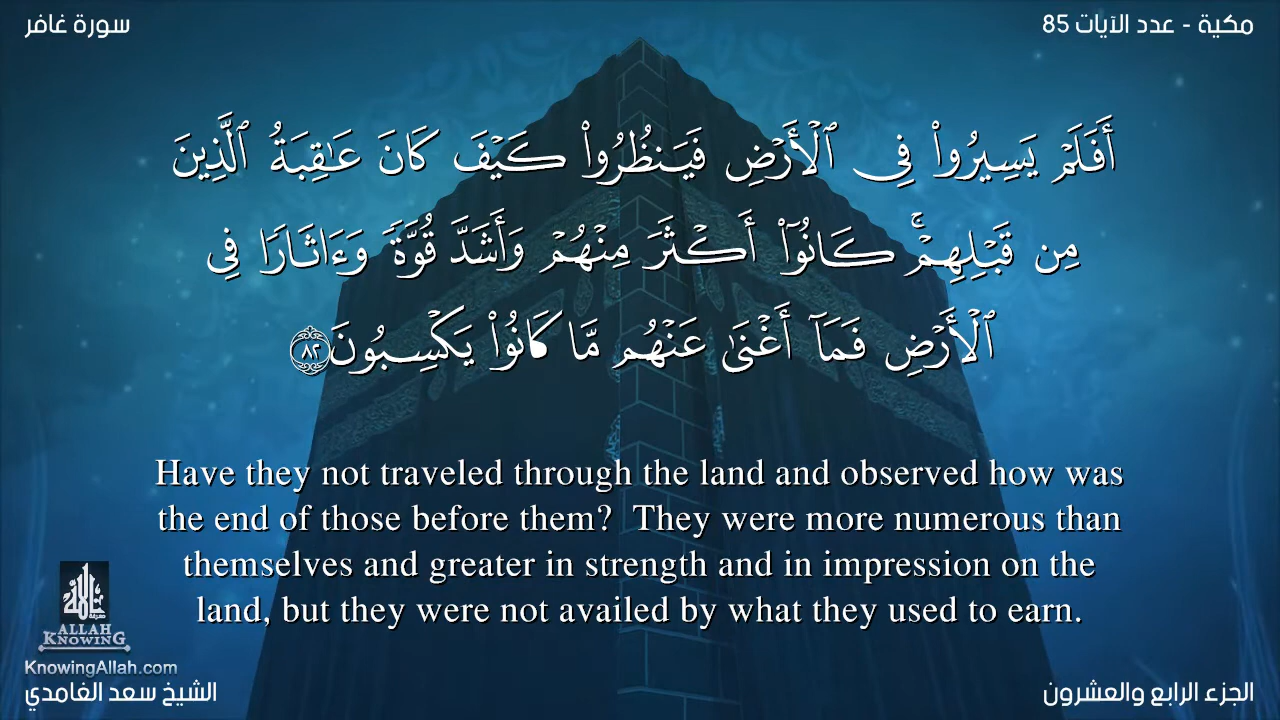 سورة غافر
مكية - عدد الآيات 85
أَفَلَمْ يَسِيرُوا۟ فِى ٱلْأَرْضِ فَيَنظُرُوا۟ كَيْفَ كَانَ عَـٰقِبَةُ ٱلَّذِينَ
مِن قَبْلِهِمْ ۚ كَانُوٓا۟ أَكْثَرَ مِنْهُمْ وَأَشَدَّ قُوَّةً وَءَاثَارًا فِى
ٱلْأَرْضِ فَمَآ أَغْنَىٰ عَنْهُم مَّا كَانُوا۟ يَكْسِبُونَ ٨٢
Have they not traveled through the land and observed how was
the end of those before them?  They were more numerous than
themselves and greater in strength and in impression on the
land, but they were not availed by what they used to earn.
معرفة الله
ALLAH
KNOWING
KnowingAllah.com
الشيخ سعد الغامدي
الجزء الرابع والعشرون